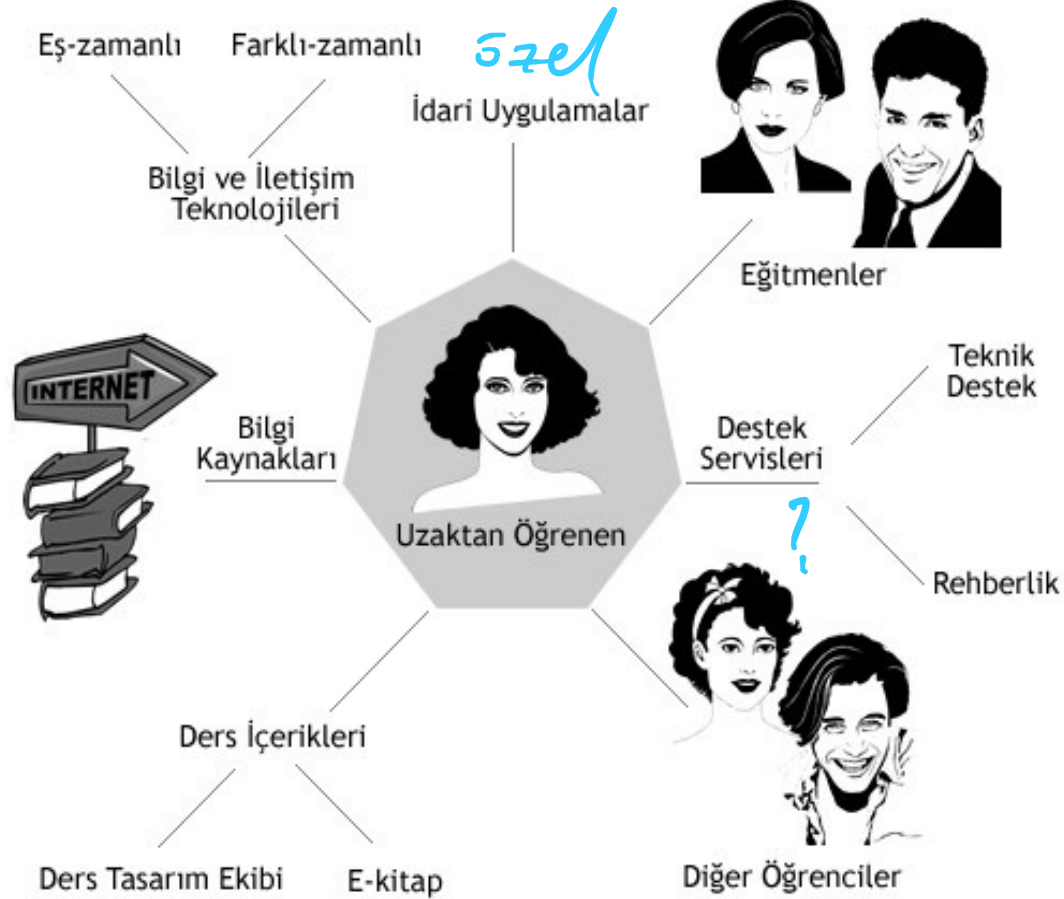 Eş-zamanlı
Farklı-zamanlı
özel
İdari Uygulamalar
Bilgi ve İletişim
Teknolojileri
Eğitmenler
INTERNET
Bilgi
Kaynakları
Uzaktan Öğrenen
Destek
Servisleri
?
Teknik
Destek
Rehberlik
Ders İçerikleri
Ders Tasarım Ekibi
E-kitap
Diğer Öğrenciler